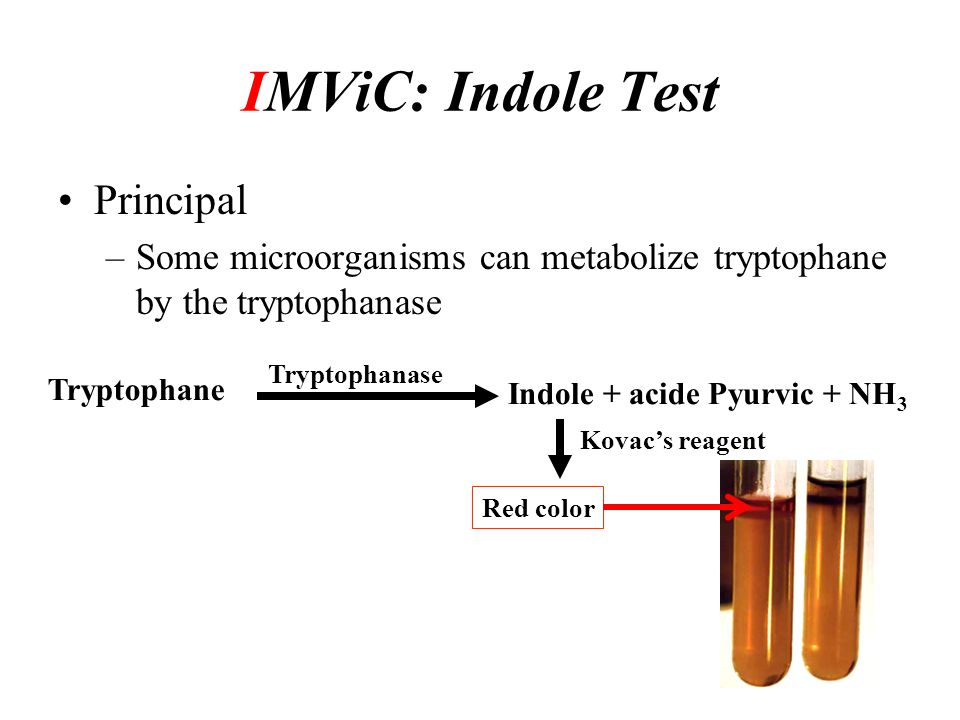 IMViC: Indole Test
• Principal
– Some microorganisms can metabolize tryptophane
by the tryptophanase
Tryptophane
Tryptophanase
Indole + acide Pyurvic + NH₃
Kovac’s reagent
Red color